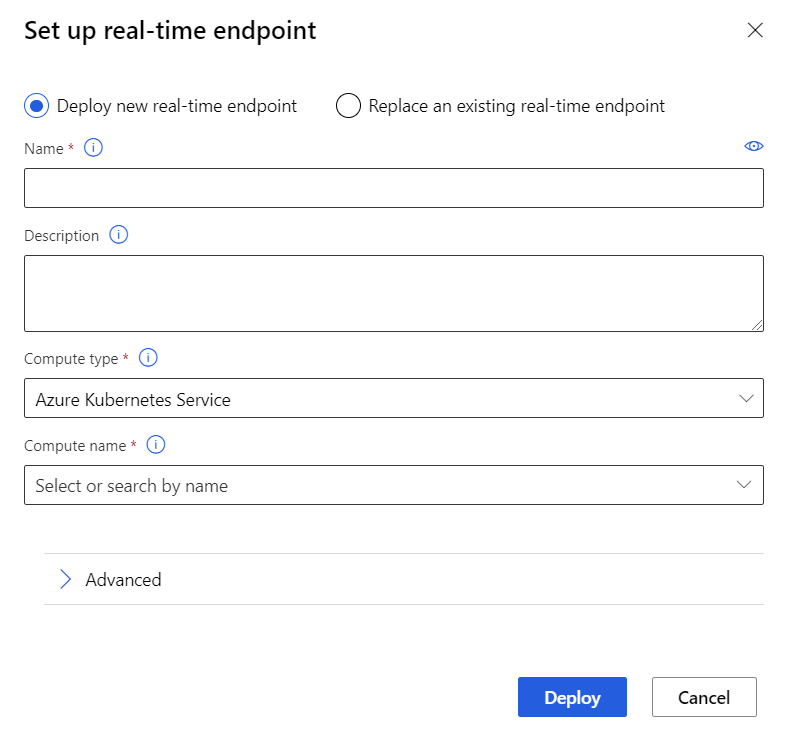 Set up real-time endpoint
Deploy new real-time endpoint Replace an existing real-time endpoint
Name *
Description
Compute type *
Azure Kubernetes Service
Compute name *
Select or search by name
Advanced
Deploy Cancel